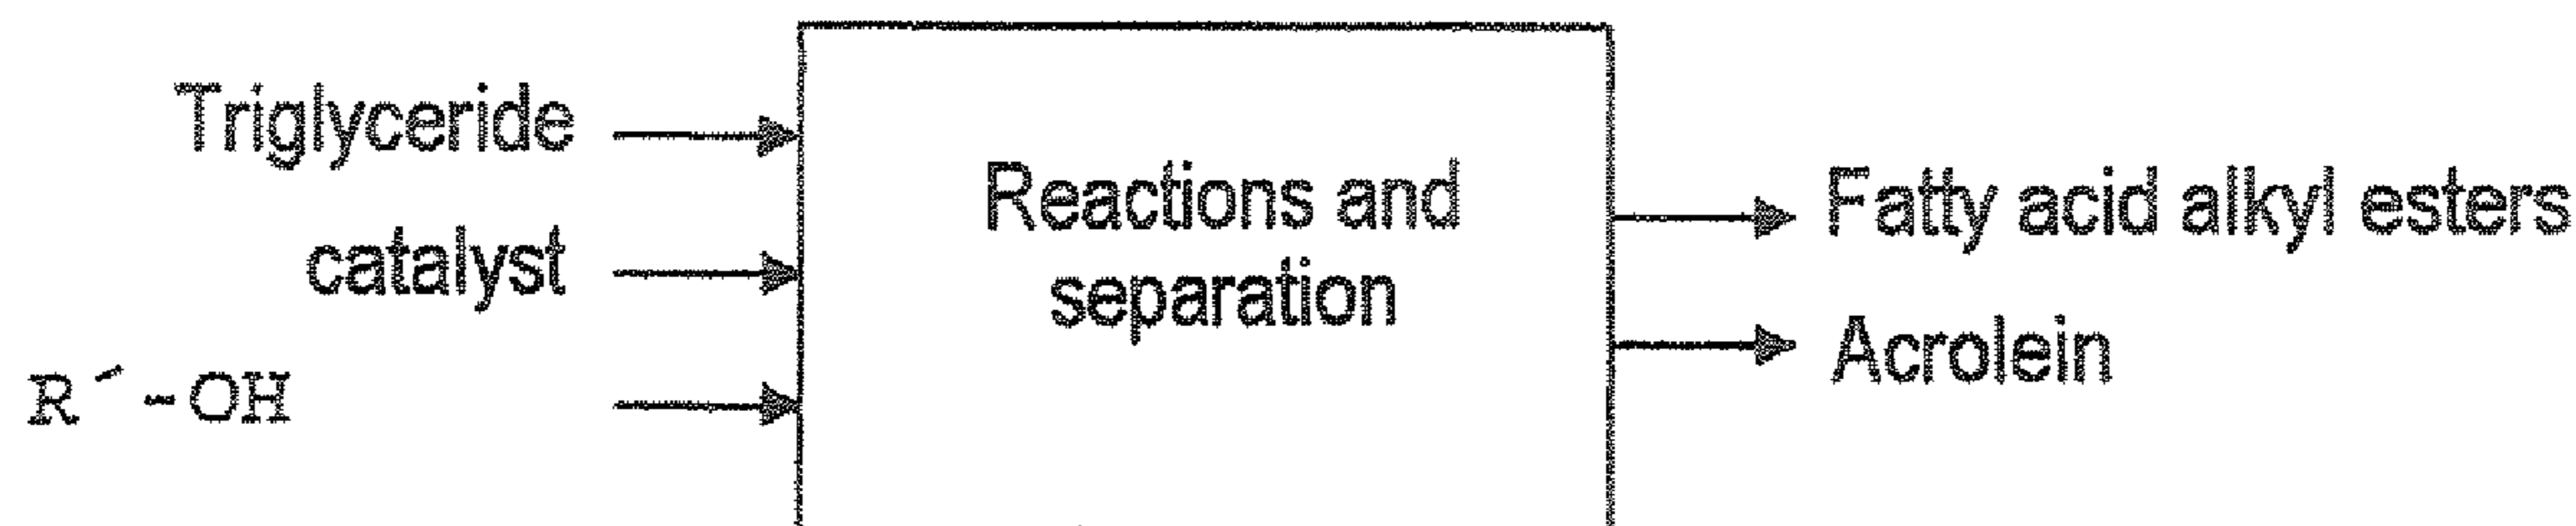 Triglyceride
catalyst
R´-OH
Reactions and
separation
Fatty acid alkyl esters
Acrolein